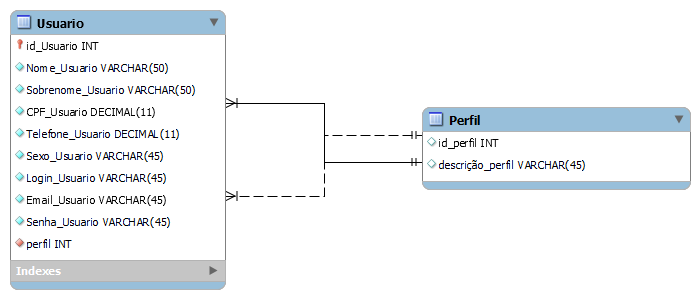 Usuario
id_Usuario INT
Nome_Usuario VARCHAR(50)
Sobrenome_Usuario VARCHAR(50)
CPF_Usuario DECIMAL(11)
Telefone_Usuario DECIMAL(11)
Sexo_Usuario VARCHAR(45)
Login_Usuario VARCHAR(45)
Email_Usuario VARCHAR(45)
Senha_Usuario VARCHAR(45)
perfil INT
Indexes
Perfil
id_perfil INT
descrição_perfil VARCHAR(45)